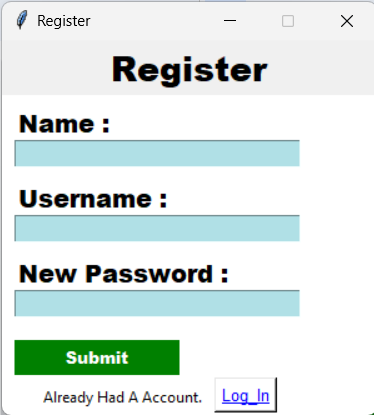 Register
Register
Name :
Username :
New Password :
Submit
Already Had A Account. Log_In